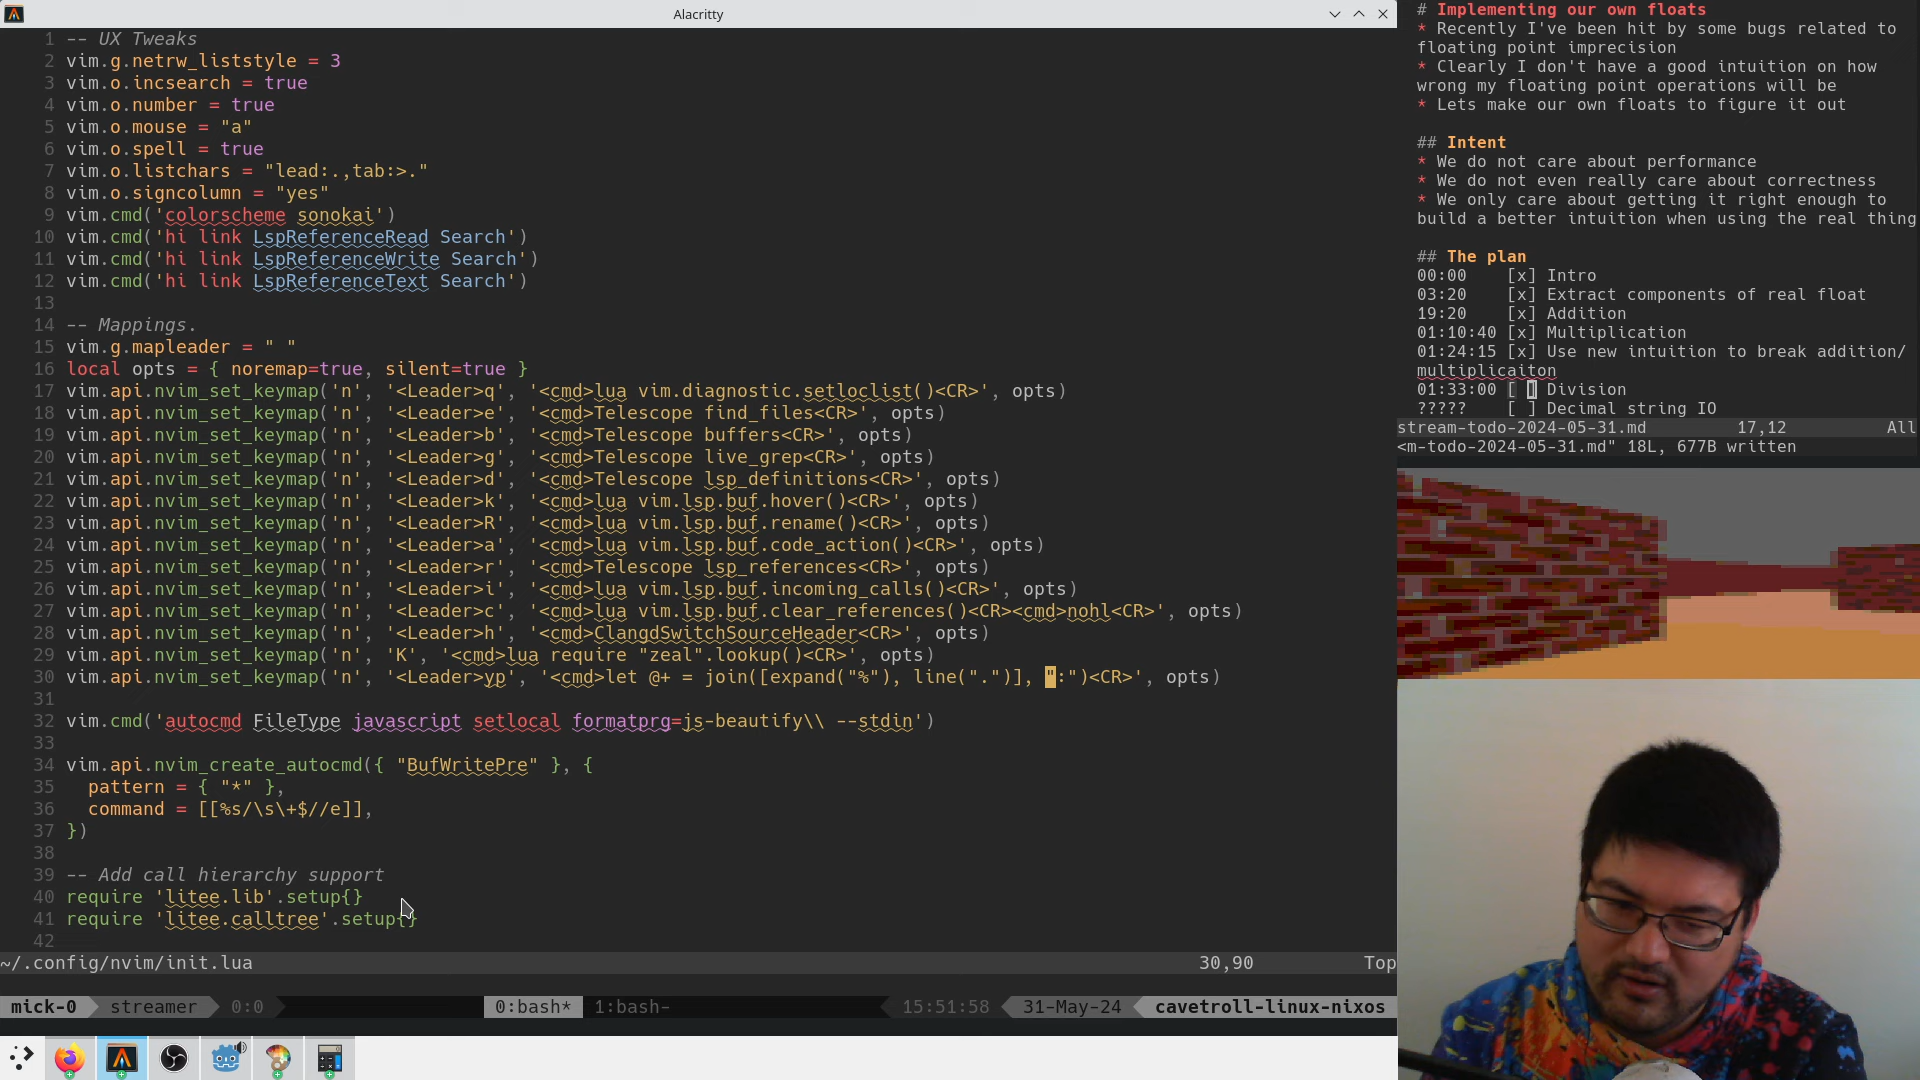 Alacritty
1 -- UX Tweaks
2 vim.g.netrw_liststyle = 3
3 vim.o.incsearch = true
4 vim.o.number = true
5 vim.o.mouse = "a"
6 vim.o.spell = true
7 vim.o.listchars = "lead:.,tab:>."
8 vim.o.signcolumn = "yes"
9 vim.cmd('colorscheme sonokai')
10 vim.cmd('hi link LspReferenceRead Search')
11 vim.cmd('hi link LspReferenceWrite Search')
12 vim.cmd('hi link LspReferenceText Search')
13
14 -- Mappings.
15 vim.g.mapleader = " "
16 local opts = { noremap=true, silent=true }
17 vim.api.nvim_set_keymap('n', '<Leader>q', '<cmd>lua vim.diagnostic.setloclist()<CR>', opts)
18 vim.api.nvim_set_keymap('n', '<Leader>e', '<cmd>Telescope find_files<CR>', opts)
19 vim.api.nvim_set_keymap('n', '<Leader>b', '<cmd>Telescope buffers<CR>', opts)
20 vim.api.nvim_set_keymap('n', '<Leader>g', '<cmd>Telescope live_grep<CR>', opts)
21 vim.api.nvim_set_keymap('n', '<Leader>d', '<cmd>Telescope lsp_definitions<CR>', opts)
22 vim.api.nvim_set_keymap('n', '<Leader>k', '<cmd>lua vim.lsp.buf.hover()<CR>', opts)
23 vim.api.nvim_set_keymap('n', '<Leader>R', '<cmd>lua vim.lsp.buf.rename()<CR>', opts)
24 vim.api.nvim_set_keymap('n', '<Leader>a', '<cmd>lua vim.lsp.buf.code_action()<CR>', opts)
25 vim.api.nvim_set_keymap('n', '<Leader>r', '<cmd>Telescope lsp_references<CR>', opts)
26 vim.api.nvim_set_keymap('n', '<Leader>i', '<cmd>lua vim.lsp.buf.incoming_calls()<CR>', opts)
27 vim.api.nvim_set_keymap('n', '<Leader>c', '<cmd>lua vim.lsp.buf.clear_references()<CR><cmd>nohl<CR>', opts)
28 vim.api.nvim_set_keymap('n', '<Leader>h', '<cmd>ClangdSwitchSourceHeader<CR>', opts)
29 vim.api.nvim_set_keymap('n', 'K', '<cmd>lua require "zeal".lookup()<CR>', opts)
30 vim.api.nvim_set_keymap('n', '<Leader>yp', '<cmd>let @+ = join([expand("%"), line(".")], ":")<CR>', opts)
31
32 vim.cmd('autocmd FileType javascript setlocal formatprg=js-beautify\\ --stdin')
33
34 vim.api.nvim_create_autocmd({ "BufWritePre" }, {
35   pattern = { "*" },
36   command = [[%s/\s\+$//e]],
37 })
38
39 -- Add call hierarchy support
40 require 'litee.lib'.setup{}
41 require 'litee.calltree'.setup{}
42
~/.config/nvim/init.lua 30,90 Top
mick-0 streamer 0:0 0:bash* 1:bash- 15:51:58 31-May-24 cavetroll-linux-nixos
# Implementing our own floats
* Recently I've been hit by some bugs related to
floating point imprecision
* Clearly I don't have a good intuition on how
wrong my floating point operations will be
* Lets make our own floats to figure it out
## Intent
* We do not care about performance
* We do not even really care about correctness
* We only care about getting it right enough to
build a better intuition when using the real thing
## The plan
00:00 [x] Intro
03:20 [x] Extract components of real float
19:20 [x] Addition
01:10:40 [x] Multiplication
01:24:15 [x] Use new intuition to break addition/
multiplicaiton
01:33:00 [ ] Division
????? [ ] Decimal string IO
stream-todo-2024-05-31.md 17,12 All
<m-todo-2024-05-31.md" 18L, 677B written